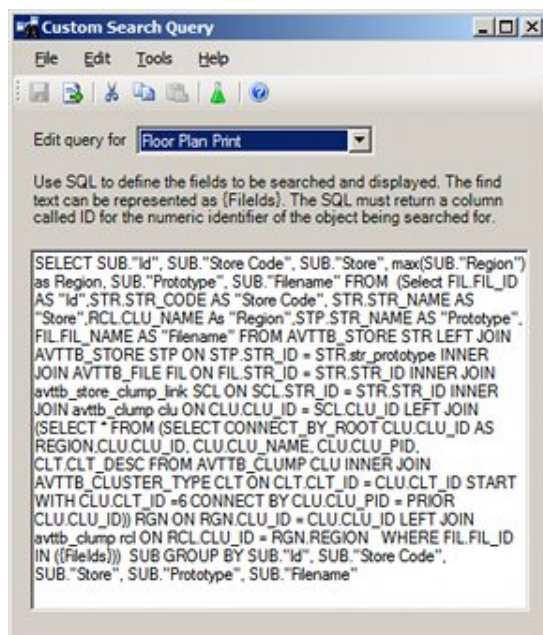 Custom Search Query
File Edit Tools Help
Edit query for Floor Plan Print
Use SQL to define the fields to be searched and displayed. The find
text can be represented as {FileIds}. The SQL must return a column
called ID for the numeric identifier of the object being searched for.
SELECT SUB."Id", SUB."Store Code", SUB."Store", max(SUB."Region")
as Region, SUB."Prototype", SUB."Filename" FROM (Select FIL.FIL_ID
AS "Id",STR.STR_CODE AS "Store Code", STR.STR_NAME AS
"Store",RCL.CLU_NAME As "Region",STP.STR_NAME AS "Prototype",
FIL.FIL_NAME AS "Filename" FROM AVTTB_STORE STR LEFT JOIN
AVTTB_STORE STP ON STP.STR_ID = STR.str_prototype INNER
JOIN AVTTB_FILE FIL ON FIL.STR_ID = STR.STR_ID INNER JOIN
avttb_store_clump_link SCL ON SCL.STR_ID = STR.STR_ID INNER
JOIN avttb_clump clu ON CLU.CLU_ID = SCL.CLU_ID LEFT JOIN
(SELECT * FROM (SELECT CONNECT_BY_ROOT CLU.CLU_ID AS
REGION,CLU.CLU_ID, CLU.CLU_NAME, CLU.CLU_PID,
CLT.CLT_DESC FROM AVTTB_CLUMP CLU INNER JOIN
AVTTB_CLUSTER_TYPE CLT ON CLT.CLT_ID = CLU.CLT_ID START
WITH CLU.CLT_ID =6 CONNECT BY CLU.CLU_PID = PRIOR
CLU.CLU_ID)) RGN ON RGN.CLU_ID = CLU.CLU_ID LEFT JOIN
avttb_clump rcl ON RCL.CLU_ID = RGN.REGION WHERE FIL.FIL_ID
IN ({FileIds})) SUB GROUP BY SUB."Id", SUB."Store Code",
SUB."Store", SUB."Prototype", SUB."Filename"